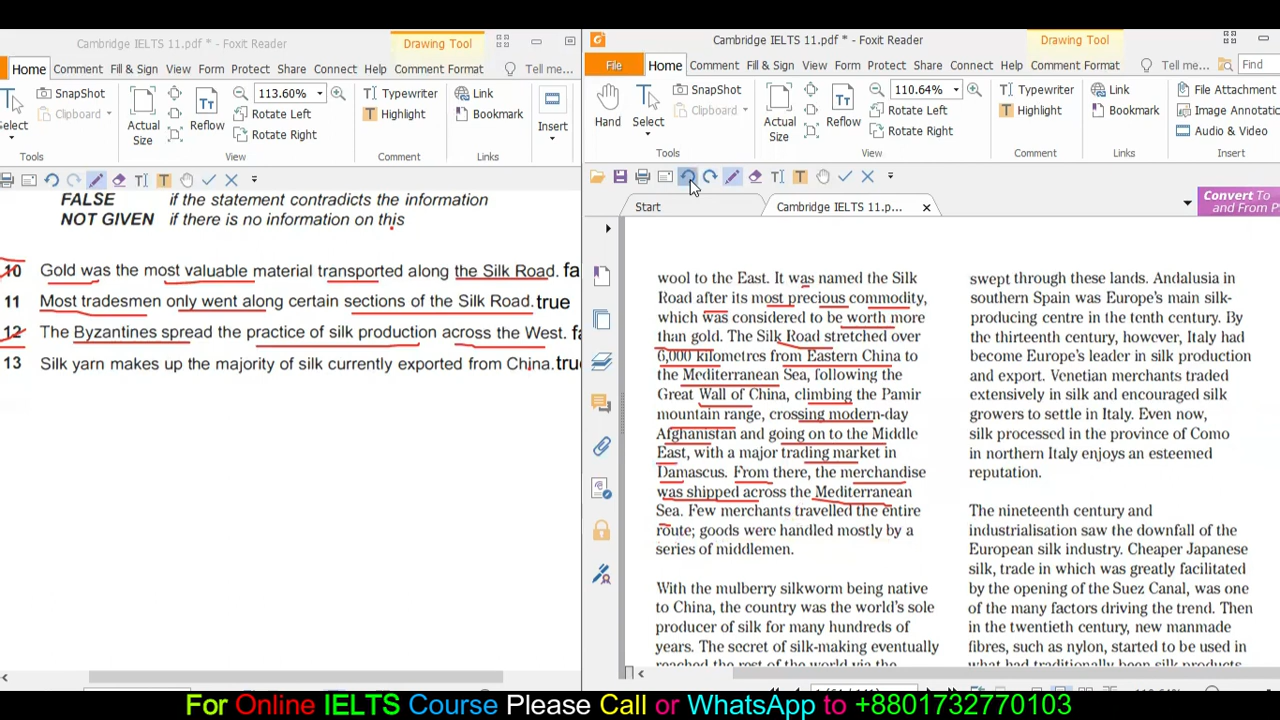 Cambridge IELTS 11.pdf * - Foxit Reader
Drawing Tool
Home Comment Fill & Sign View Form Protect Share Connect Help Comment Format Tell me...
SnapShot
Clipboard
Select
Actual Size
Reflow
113.60%
Rotate Left
Rotate Right
Typewriter
Highlight
Link
Bookmark
Insert
Tools View Comment Links
FALSE if the statement contradicts the information
NOT GIVEN if there is no information on this
10 Gold was the most valuable material transported along the Silk Road. fa
11 Most tradesmen only went along certain sections of the Silk Road. true
12 The Byzantines spread the practice of silk production across the West. fa
13 Silk yarn makes up the majority of silk currently exported from China. tru
Cambridge IELTS 11.pdf * - Foxit Reader
Drawing Tool
File Home Comment Fill & Sign View Form Protect Share Connect Help Comment Format Tell me... Find
Hand
Select
SnapShot
Clipboard
Actual Size
Reflow
110.64%
Rotate Left
Rotate Right
Typewriter
Highlight
Link
Bookmark
File Attachment
Image Annotation
Audio & Video
Tools View Comment Links Insert
Start
Cambridge IELTS 11.p...
Convert To
and From P
wool to the East. It was named the Silk
Road after its most precious commodity,
which was considered to be worth more
than gold. The Silk Road stretched over
6,000 kilometres from Eastern China to
the Mediterranean Sea, following the
Great Wall of China, climbing the Pamir
mountain range, crossing modern-day
Afghanistan and going on to the Middle
East, with a major trading market in
Damascus. From there, the merchandise
was shipped across the Mediterranean
Sea. Few merchants travelled the entire
route; goods were handled mostly by a
series of middlemen.
With the mulberry silkworm being native
to China, the country was the world's sole
producer of silk for many hundreds of
years. The secret of silk-making eventually
reached the rest of the world via the
swept through these lands. Andalusia in
southern Spain was Europe's main silk-
producing centre in the tenth century. By
the thirteenth century, however, Italy had
become Europe's leader in silk production
and export. Venetian merchants traded
extensively in silk and encouraged silk
growers to settle in Italy. Even now,
silk processed in the province of Como
in northern Italy enjoys an esteemed
reputation.
The nineteenth century and
industrialisation saw the downfall of the
European silk industry. Cheaper Japanese
silk, trade in which was greatly facilitated
by the opening of the Suez Canal, was one
of the many factors driving the trend. Then
in the twentieth century, new manmade
fibres, such as nylon, started to be used in
what had traditionally been silk products
For Online IELTS Course Please Call or WhatsApp to +8801732770103